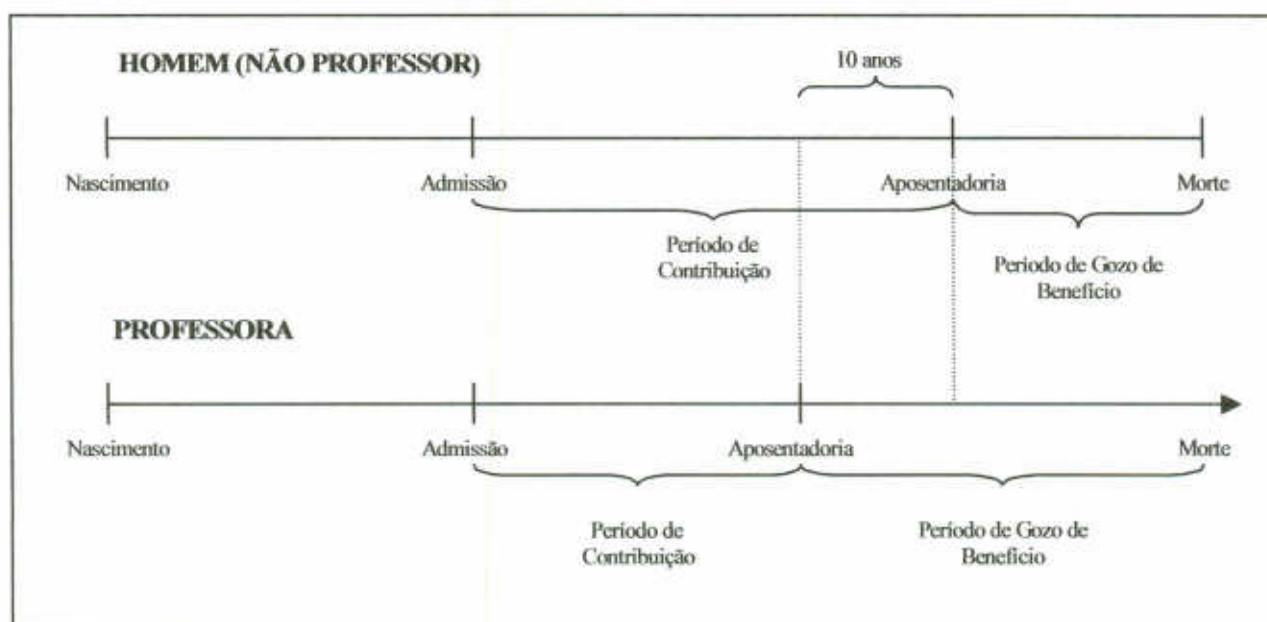 HOMEM (NÃO PROFESSOR)
10 anos
Nascimento
Admissão
Aposentadoria
Morte
Período de
Contribuição
Período de Gozo de
Benefício
PROFESSORA
Nascimento
Admissão
Aposentadoria
Morte
Período de
Contribuição
Período de Gozo de
Benefício